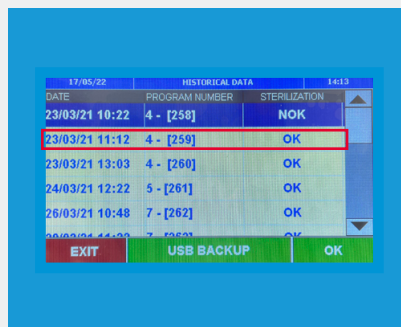 17/05/22 HISTORICAL DATA 14:13
DATE PROGRAM NUMBER STERILIZATION
23/03/21 10:22 4 - [258] NOK
23/03/21 11:12 4 - [259] OK
23/03/21 13:03 4 - [260] OK
24/03/21 12:22 5 - [261] OK
26/03/21 10:48 7 - [262] OK
EXIT USB BACKUP OK